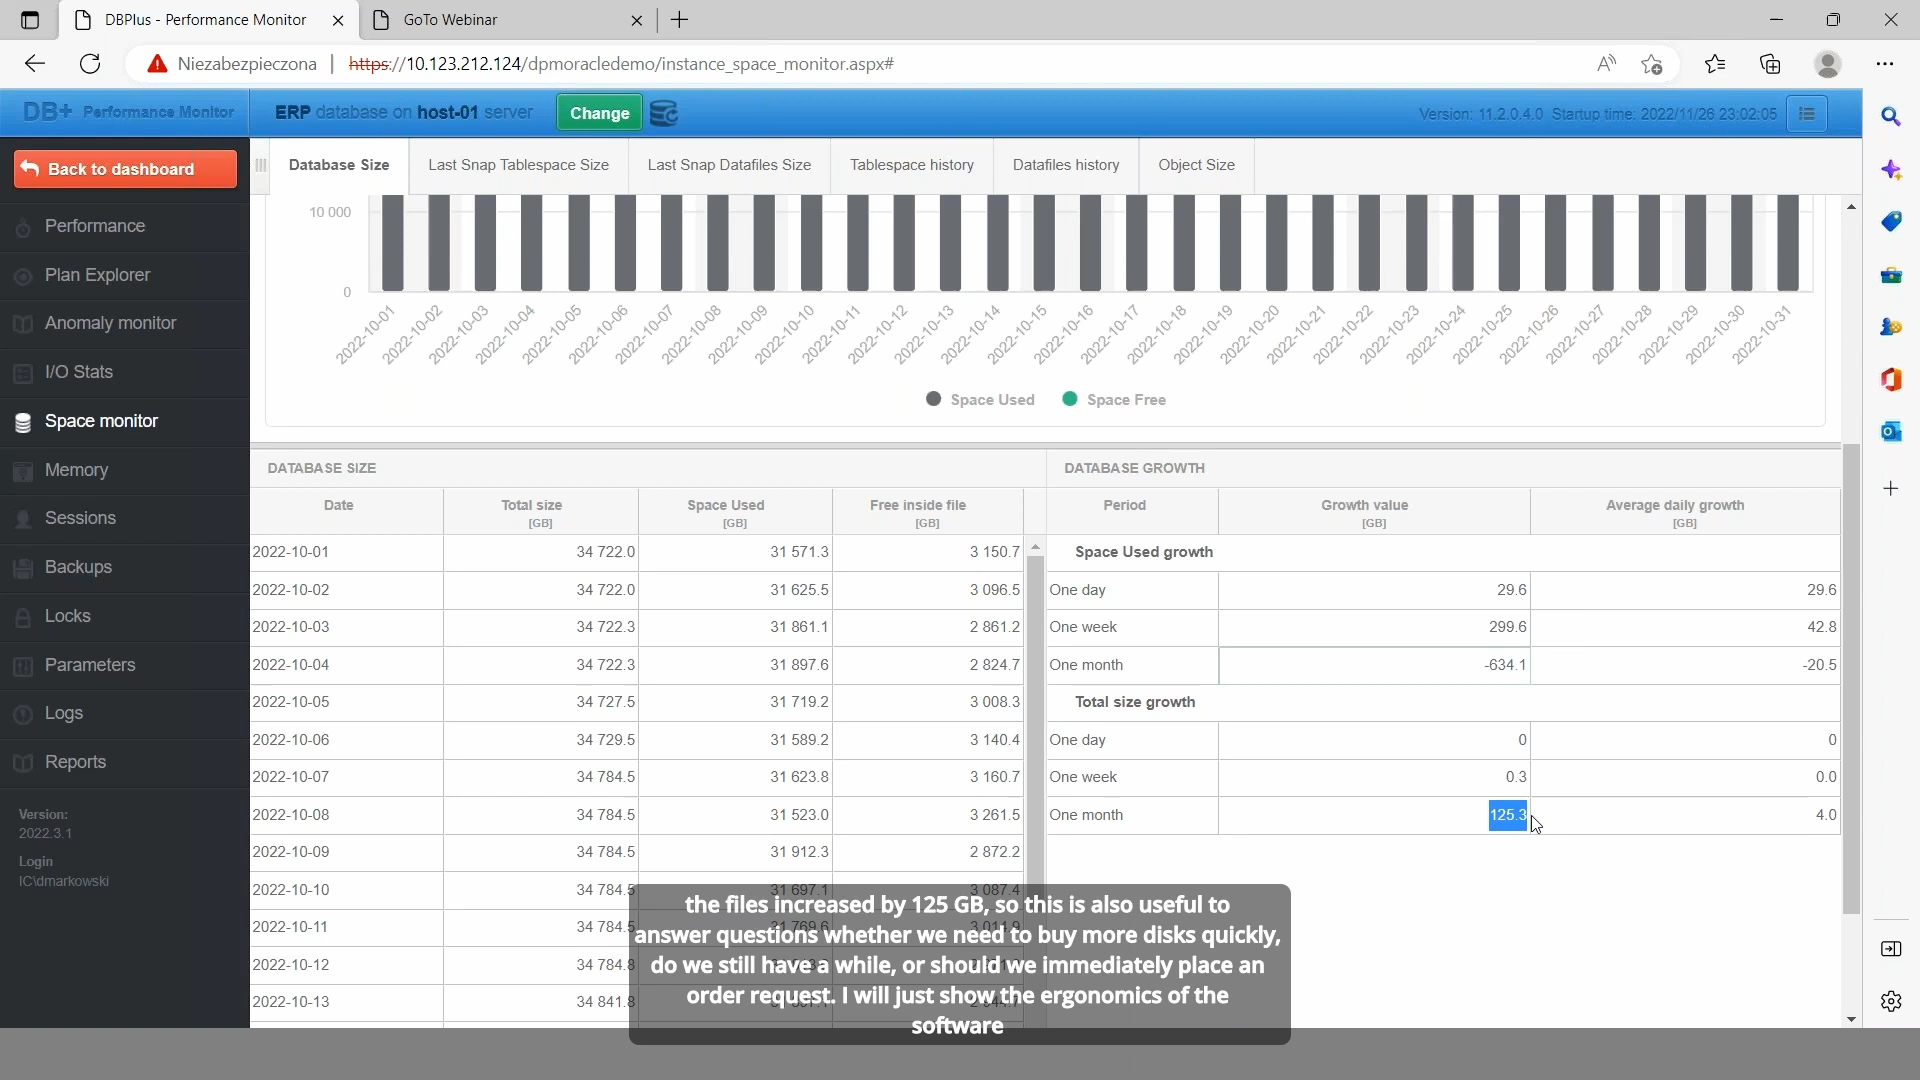 DBPlus - Performance Monitor
GoTo Webinar
Niezabezpieczona
https://10.123.212.124/dpmoracledemo/instance_space_monitor.aspx#
DB+ Performance Monitor
ERP database on host-01 server
Change
Version: 11.2.0.4.0 Startup time: 2022/11/26 23:02:05
Back to dashboard
Performance
Plan Explorer
Anomaly monitor
I/O Stats
Space monitor
Memory
Sessions
Backups
Locks
Parameters
Logs
Reports
Version:
2022.3.1
Login
IC\dmarkowski
Database Size
Last Snap Tablespace Size
Last Snap Datafiles Size
Tablespace history
Datafiles history
Object Size
10 000
0
2022-10-01
2022-10-02
2022-10-03
2022-10-04
2022-10-05
2022-10-06
2022-10-07
2022-10-08
2022-10-09
2022-10-10
2022-10-11
2022-10-12
2022-10-13
2022-10-14
2022-10-15
2022-10-16
2022-10-17
2022-10-18
2022-10-19
2022-10-20
2022-10-21
2022-10-22
2022-10-23
2022-10-24
2022-10-25
2022-10-26
2022-10-27
2022-10-28
2022-10-29
2022-10-30
2022-10-31
Space Used
Space Free
DATABASE SIZE
Date
Total size [GB]
Space Used [GB]
Free inside file [GB]
2022-10-01 34 722.0 31 571.3 3 150.7
2022-10-02 34 722.0 31 625.5 3 096.5
2022-10-03 34 722.3 31 861.1 2 861.2
2022-10-04 34 722.3 31 897.6 2 824.7
2022-10-05 34 727.5 31 719.2 3 008.3
2022-10-06 34 729.5 31 589.2 3 140.4
2022-10-07 34 784.5 31 623.8 3 160.7
2022-10-08 34 784.5 31 523.0 3 261.5
2022-10-09 34 784.5 31 912.3 2 872.2
2022-10-10 34 784.5 31 697.1 3 087.4
2022-10-11 34 784.5 31 769.6 3 014.9
2022-10-12 34 784.8
2022-10-13 34 841.8
DATABASE GROWTH
Period
Growth value [GB]
Average daily growth [GB]
Space Used growth
One day 29.6 29.6
One week 299.6 42.8
One month -634.1 -20.5
Total size growth
One day 0 0
One week 0.3 0.0
One month 125.3 4.0
the files increased by 125 GB, so this is also useful to
answer questions whether we need to buy more disks quickly,
do we still have a while, or should we immediately place an
order request. I will just show the ergonomics of the
software